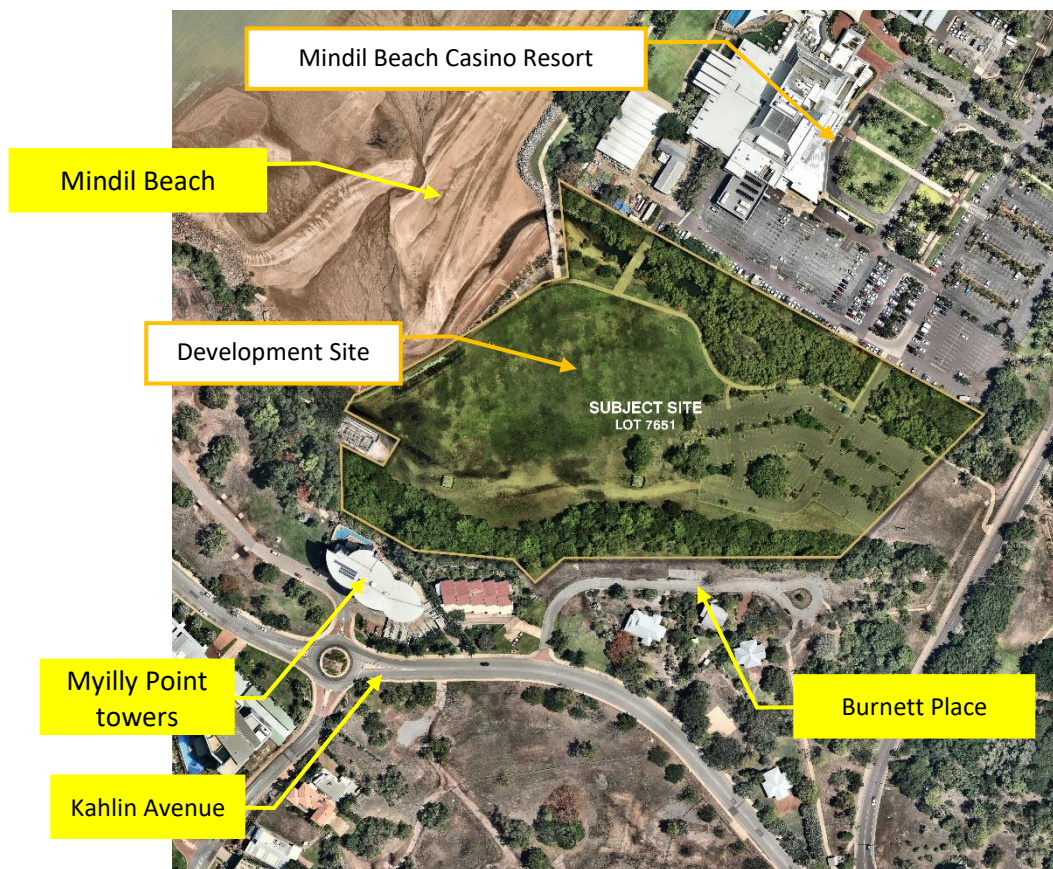 Mindil Beach Casino Resort
Mindil Beach
Development Site
SUBJECT SITE
LOT 7651
Myilly Point
towers
Burnett Place
Kahlin Avenue